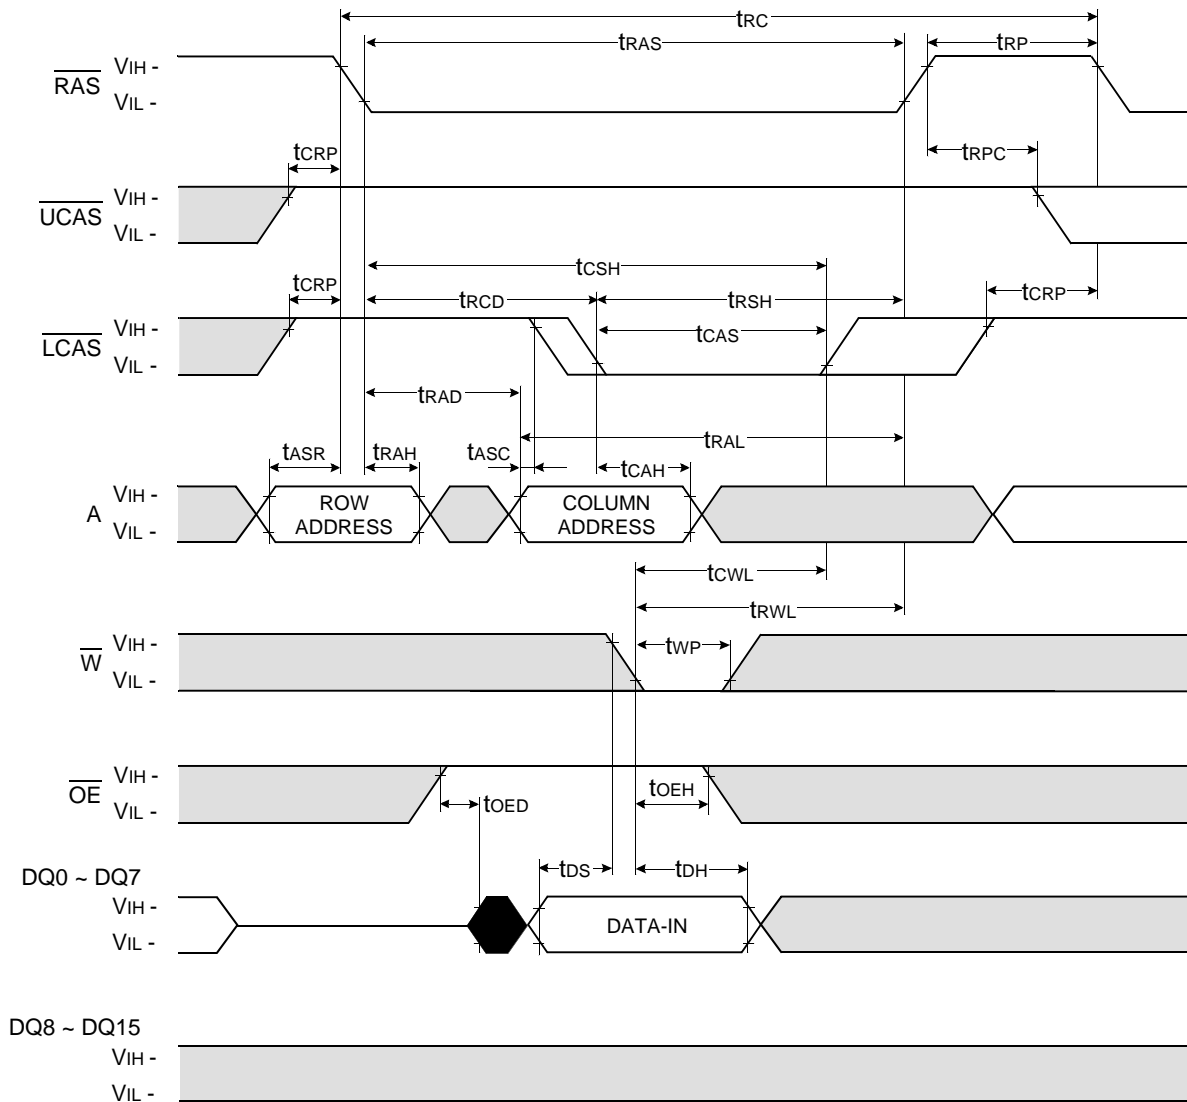 tRC
tRAS
tRP
RAS
VIH -
VIL -
tCRP
tRPC
UCAS
VIH -
VIL -
tCSH
tCRP
tRCD
tRSH
tCRP
LCAS
VIH -
VIL -
tCAS
tRAD
tRAL
tASR
tRAH
tASC
tCAH
A
VIH -
VIL -
ROW
ADDRESS
COLUMN
ADDRESS
tCWL
tRWL
W
VIH -
VIL -
tWP
OE
VIH -
VIL -
tOED
tOEH
tDS
tDH
DQ0 ~ DQ7
VIH -
VIL -
DATA-IN
DQ8 ~ DQ15
VIH -
VIL -